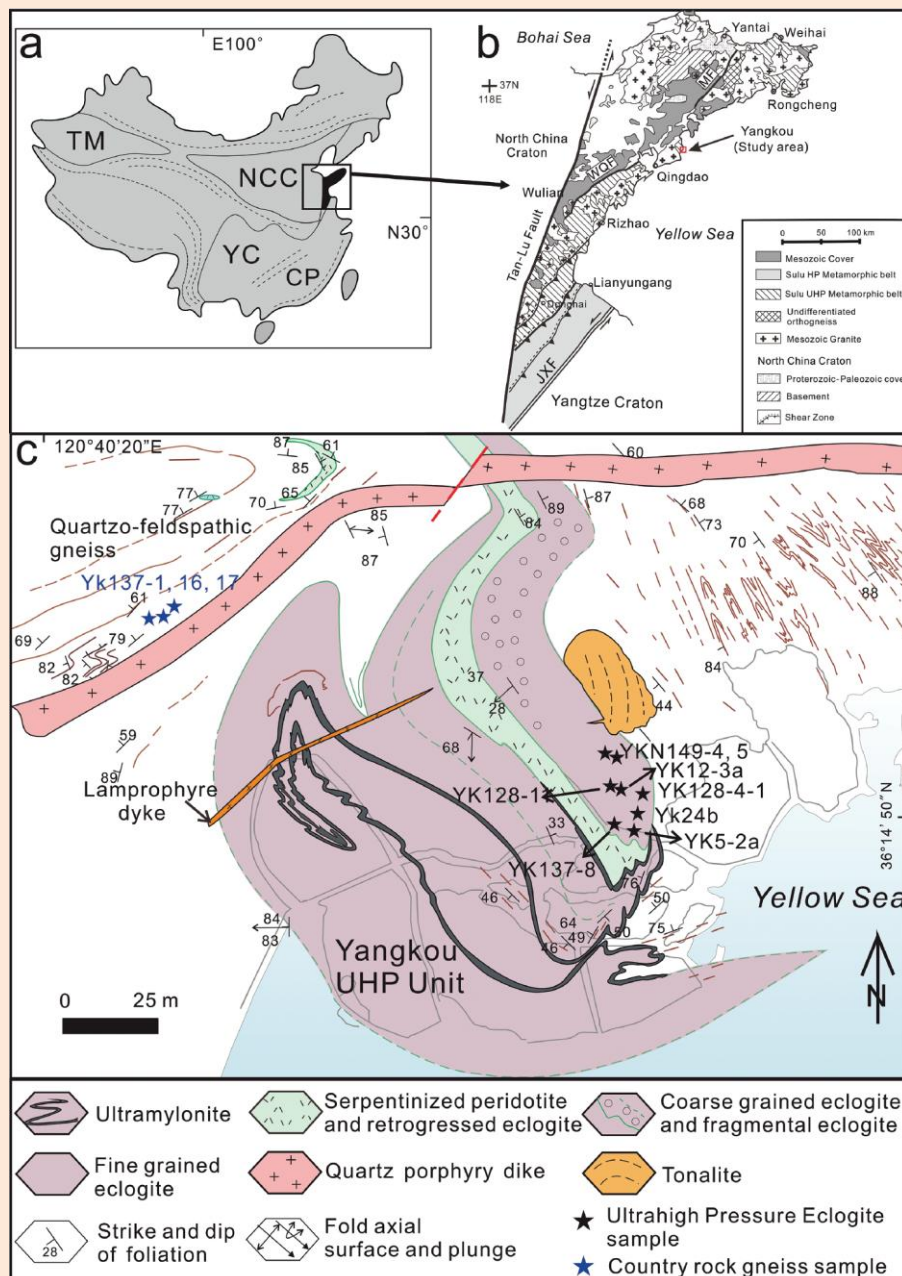 a
E100°
TM
NCC
YC
CP
N30°
b
Bohai Sea
Yantai
Weihai
37N
118E
MF
Rongcheng
North China
Craton
Yangkou
(Study area)
WQF
Qingdao
Wulian
Rizhao
Yellow Sea
Tan-Lu Fault
Lianyungang
Donghai
JXF
Yangtze Craton
0 50 100 km
Mesozoic Cover
Sulu HP Metamorphic belt
Sulu UHP Metamorphic belt
Undifferentiated
orthogneiss
Mesozoic Granite
North China Craton
Proterozoic-Paleozoic cove
Basement
Shear Zone
c
120°40'20"E
87
61
85
60
77
65
70
77
89
87
68
84
73
85
87
70
Quartzo-feldspathic
gneiss
Yk137-1, 16, 17
61
88
69
79
82
82
84
37
28
44
68
59
89
Lamprophyre
dyke
YKN149-4, 5
YK12-3a
YK128-1
YK128-4-1
Yk24b
33
YK5-2a
YK137-8
36°14' 50"N
76
46
50
64
50
75
49
46
84
83
Yellow Sea
Yangkou
UHP Unit
0 25 m
N
Ultramylonite
Serpentinized peridotite
and retrogressed eclogite
Coarse grained eclogite
and fragmental eclogite
Fine grained
eclogite
Quartz porphyry dike
Tonalite
28
Strike and dip
of foliation
Fold axial
surface and plunge
Ultrahigh Pressure Eclogite
sample
Country rock gneiss sample